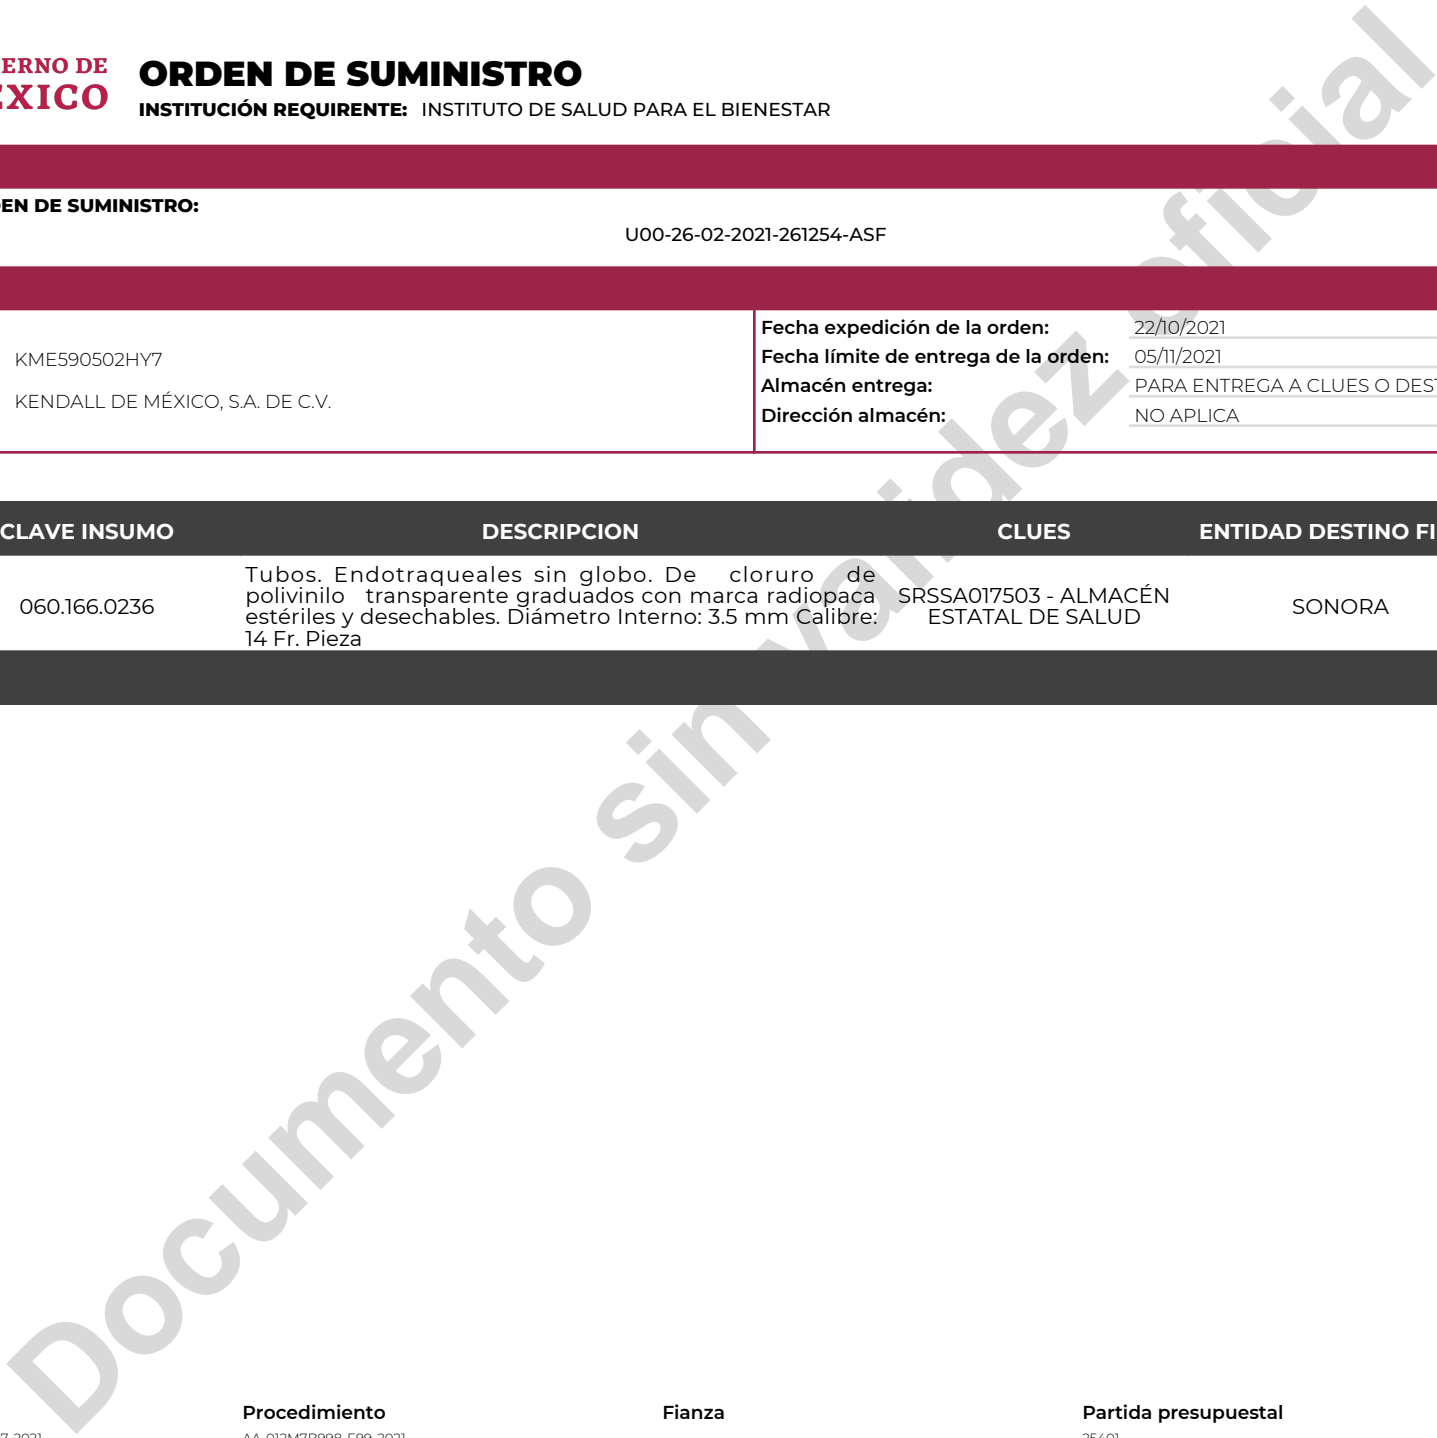 ERNO DE
ÉXICO
ORDEN DE SUMINISTRO
INSTITUCIÓN REQUIRENTE: INSTITUTO DE SALUD PARA EL BIENESTAR
EN DE SUMINISTRO:
U00-26-02-2021-261254-ASF
KME590502HY7
KENDALL DE MÉXICO, S.A. DE C.V.
Fecha expedición de la orden: 22/10/2021
Fecha límite de entrega de la orden: 05/11/2021
Almacén entrega: PARA ENTREGA A CLUES O DEST
Dirección almacén: NO APLICA
CLAVE INSUMO DESCRIPCION CLUES ENTIDAD DESTINO FI
060.166.0236
Tubos. Endotraqueales sin globo. De cloruro de
polivinilo transparente graduados con marca radiopaca
estériles y desechables. Diámetro Interno: 3.5 mm Calibre:
14 Fr. Pieza
SRSSA017503 - ALMACÉN
ESTATAL DE SALUD
SONORA
Documento sin validez oficial
Procedimiento Fianza Partida presupuestal